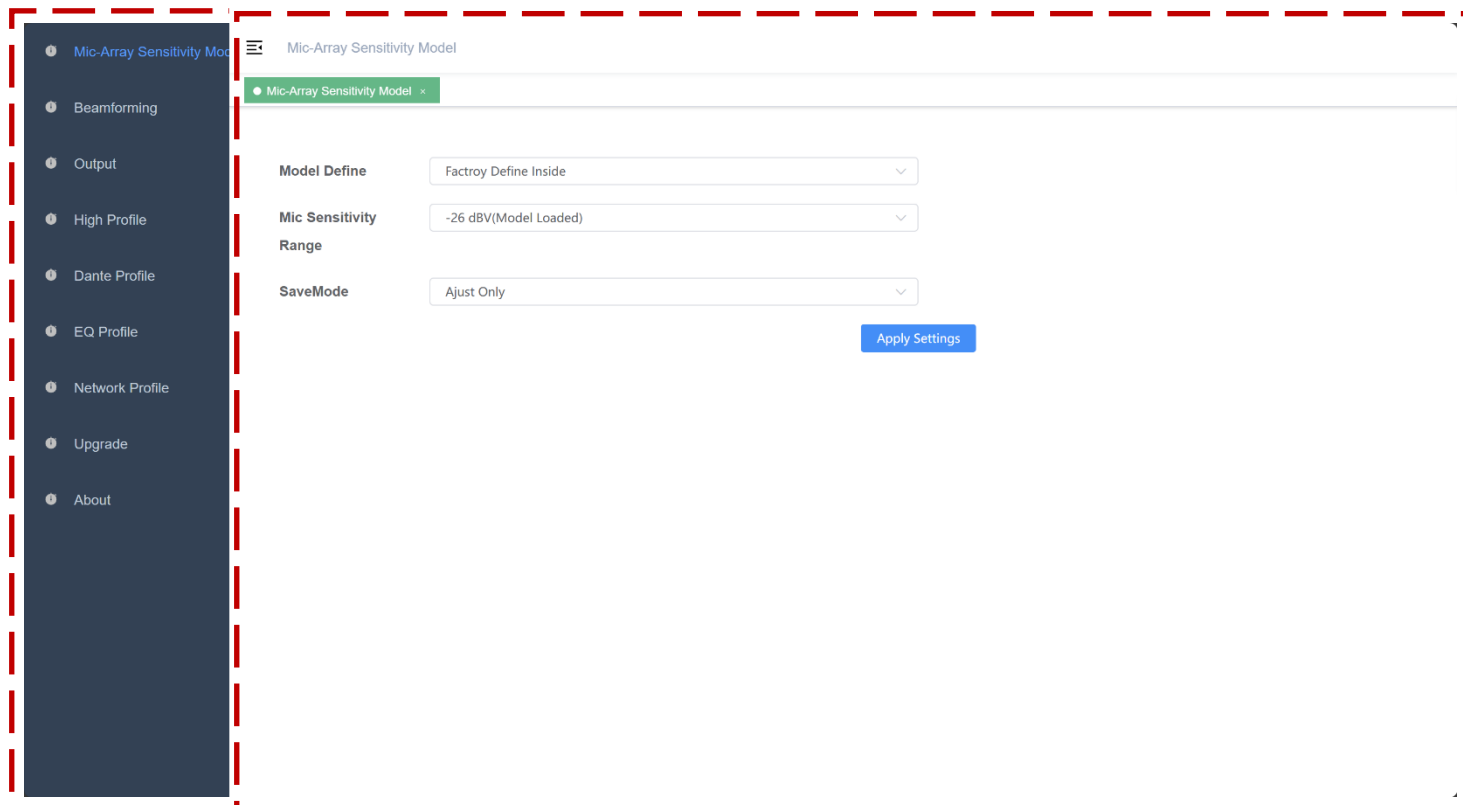 Mic-Array Sensitivity Mod
Beamforming
Output
High Profile
Dante Profile
EQ Profile
Network Profile
Upgrade
About
Mic-Array Sensitivity Model
Mic-Array Sensitivity Model ×
Model Define
Factroy Define Inside
Mic Sensitivity Range
-26 dBV(Model Loaded)
SaveMode
Ajust Only
Apply Settings